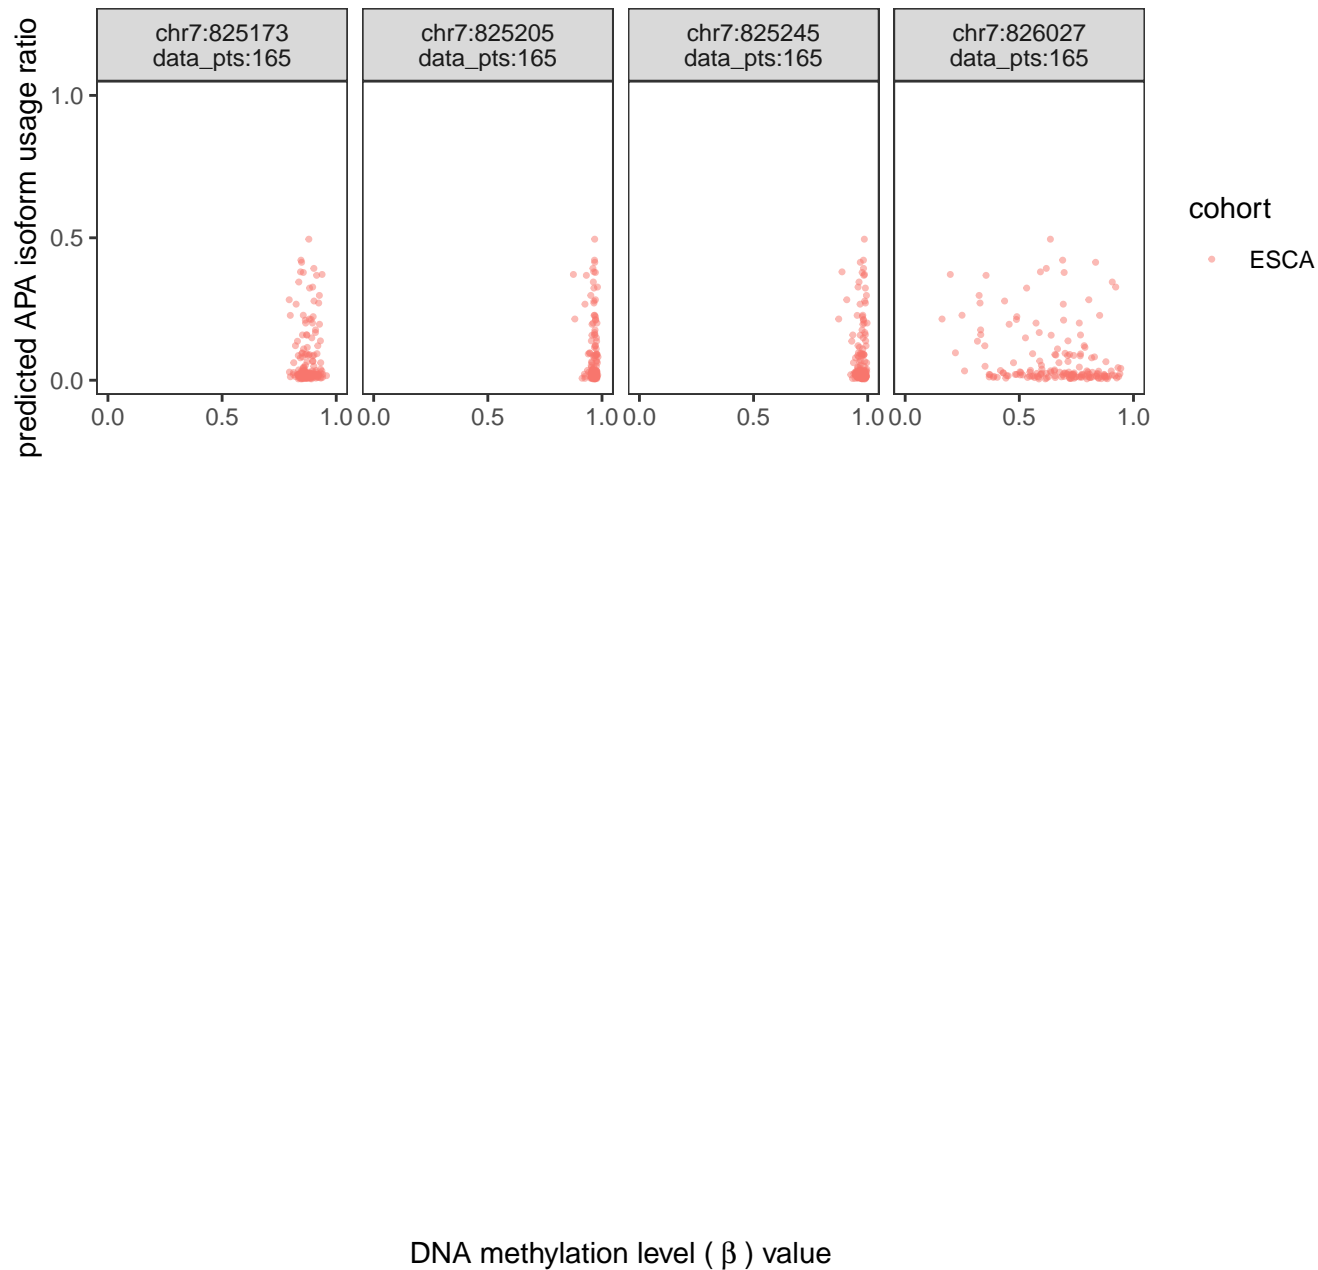 predicted APA isoform usage ratio
chr7:825173
data_pts:165
chr7:825205
data_pts:165
chr7:825245
data_pts:165
chr7:826027
data_pts:165
1.0
0.5
0.0
0.0 0.5 1.0 0.0 0.5 1.0 0.0 0.5 1.0 0.0 0.5 1.0
cohort
ESCA
DNA methylation level ( β ) value